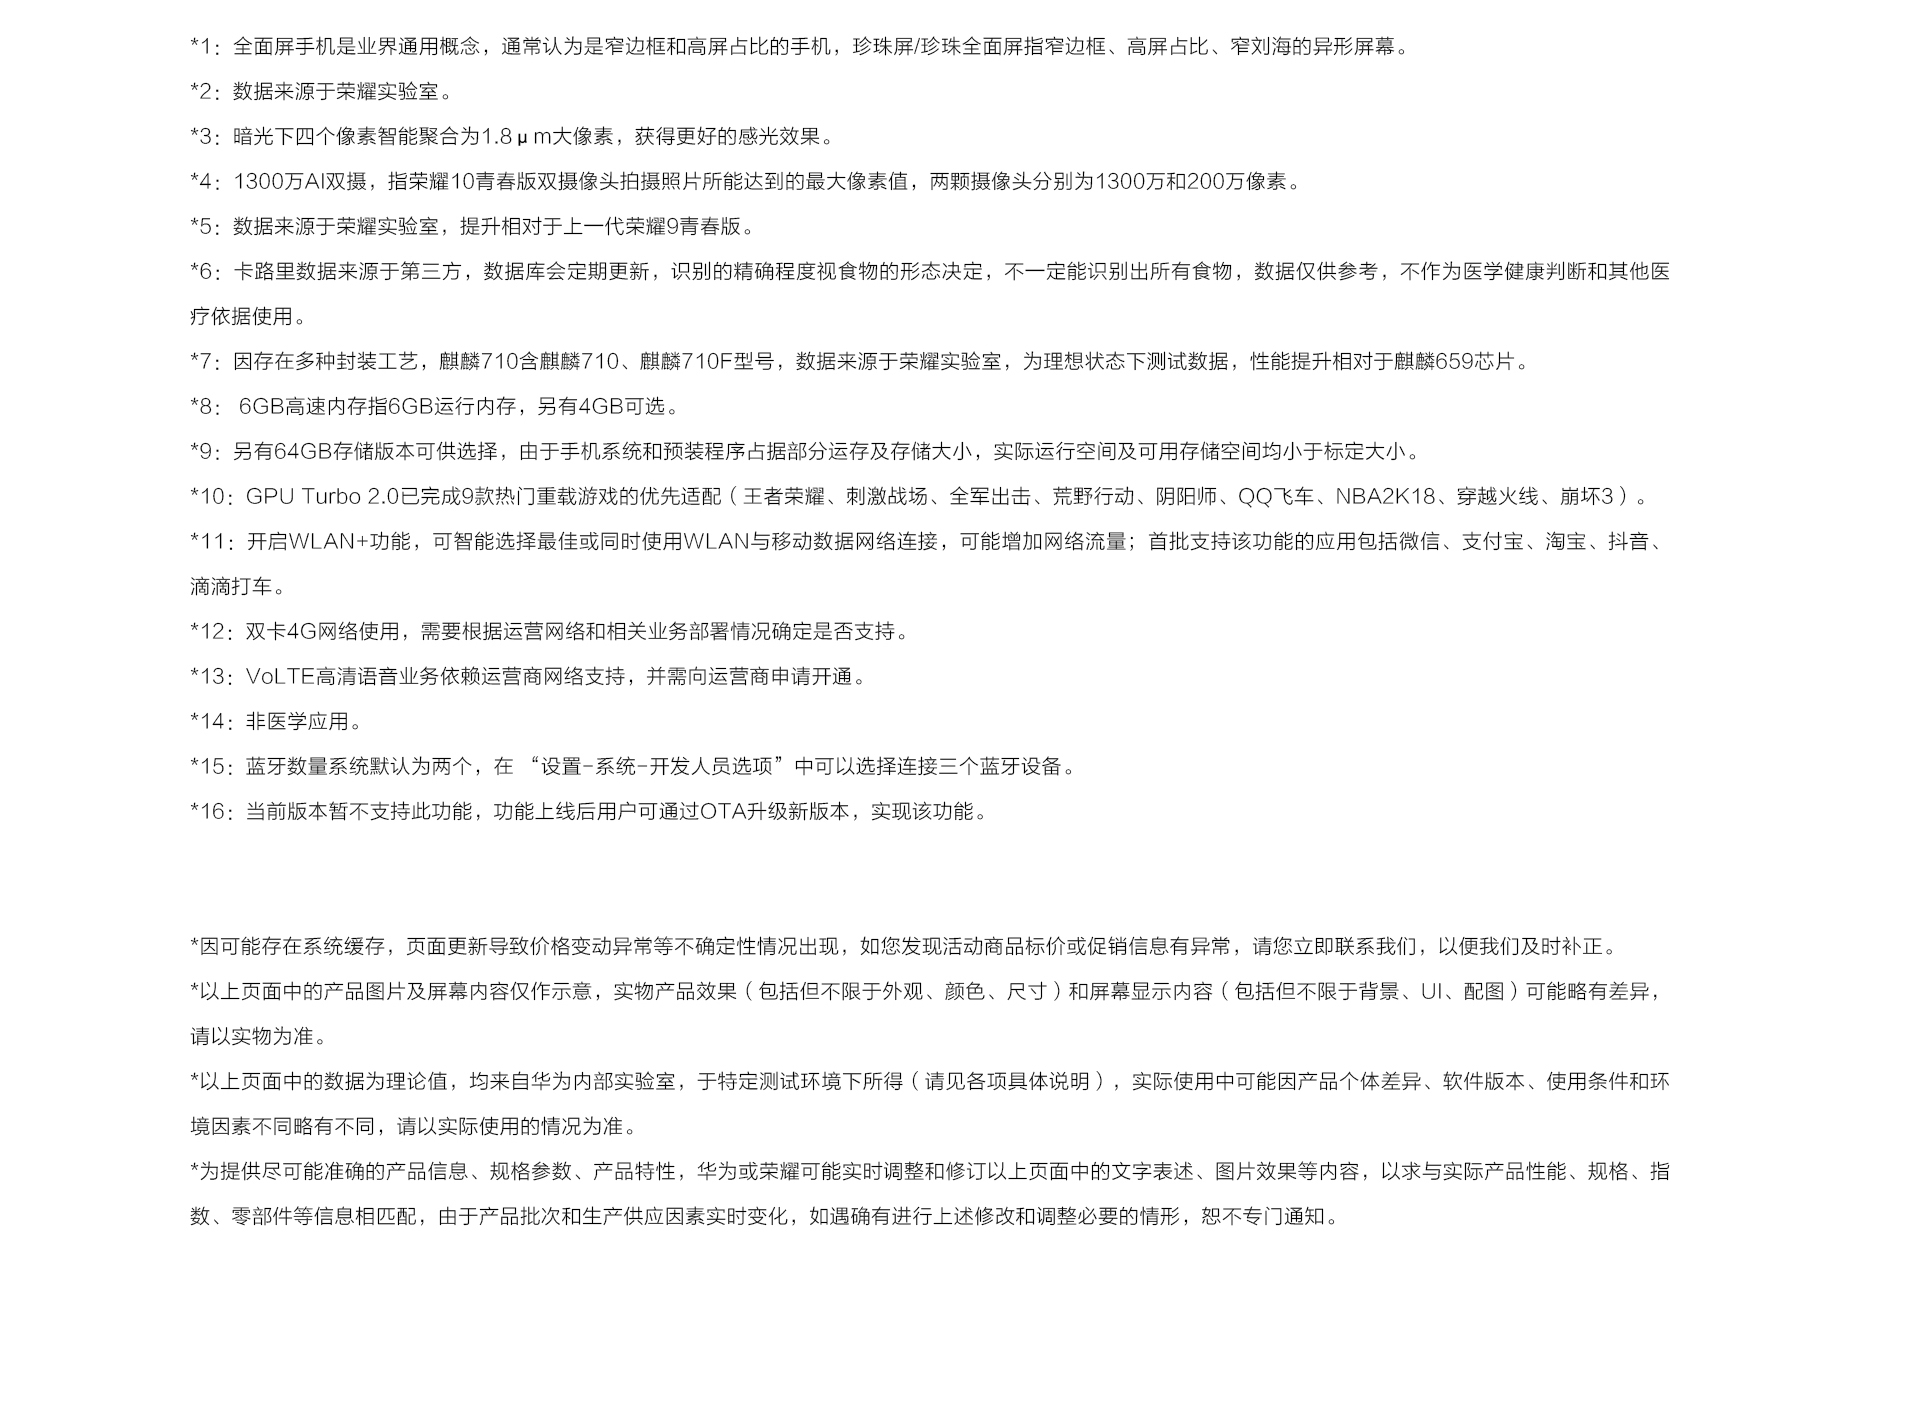 *1：全面屏手机是业界通用概念，通常认为是窄边框和高屏占比的手机，珍珠屏/珍珠全面屏指窄边框、高屏占比、窄刘海的异形屏幕。
*2：数据来源于荣耀实验室。
*3：暗光下四个像素智能聚合为1.8μm大像素，获得更好的感光效果。
*4：1300万AI双摄，指荣耀10青春版双摄像头拍摄照片所能达到的最大像素值，两颗摄像头分别为1300万和200万像素。
*5：数据来源于荣耀实验室，提升相对于上一代荣耀9青春版。
*6：卡路里数据来源于第三方，数据库会定期更新，识别的精确程度视食物的形态决定，不一定能识别出所有食物，数据仅供参考，不作为医学健康判断和其他医
疗依据使用。
*7：因存在多种封装工艺，麒麟710含麒麟710、麒麟710F型号，数据来源于荣耀实验室，为理想状态下测试数据，性能提升相对于麒麟659芯片。
*8： 6GB高速内存指6GB运行内存，另有4GB可选。
*9：另有64GB存储版本可供选择，由于手机系统和预装程序占据部分运存及存储大小，实际运行空间及可用存储空间均小于标定大小。
*10：GPU Turbo 2.0已完成9款热门重载游戏的优先适配（王者荣耀、刺激战场、全军出击、荒野行动、阴阳师、QQ飞车、NBA2K18、穿越火线、崩坏3）。
*11：开启WLAN+功能，可智能选择最佳或同时使用WLAN与移动数据网络连接，可能增加网络流量；首批支持该功能的应用包括微信、支付宝、淘宝、抖音、
滴滴打车。
*12：双卡4G网络使用，需要根据运营网络和相关业务部署情况确定是否支持。
*13：VoLTE高清语音业务依赖运营商网络支持，并需向运营商申请开通。
*14：非医学应用。
*15：蓝牙数量系统默认为两个，在 “设置-系统-开发人员选项”中可以选择连接三个蓝牙设备。
*16：当前版本暂不支持此功能，功能上线后用户可通过OTA升级新版本，实现该功能。
*因可能存在系统缓存，页面更新导致价格变动异常等不确定性情况出现，如您发现活动商品标价或促销信息有异常，请您立即联系我们，以便我们及时补正。
*以上页面中的产品图片及屏幕内容仅作示意，实物产品效果（包括但不限于外观、颜色、尺寸）和屏幕显示内容（包括但不限于背景、UI、配图）可能略有差异，
请以实物为准。
*以上页面中的数据为理论值，均来自华为内部实验室，于特定测试环境下所得（请见各项具体说明），实际使用中可能因产品个体差异、软件版本、使用条件和环
境因素不同略有不同，请以实际使用的情况为准。
*为提供尽可能准确的产品信息、规格参数、产品特性，华为或荣耀可能实时调整和修订以上页面中的文字表述、图片效果等内容，以求与实际产品性能、规格、指
数、零部件等信息相匹配，由于产品批次和生产供应因素实时变化，如遇确有进行上述修改和调整必要的情形，恕不专门通知。